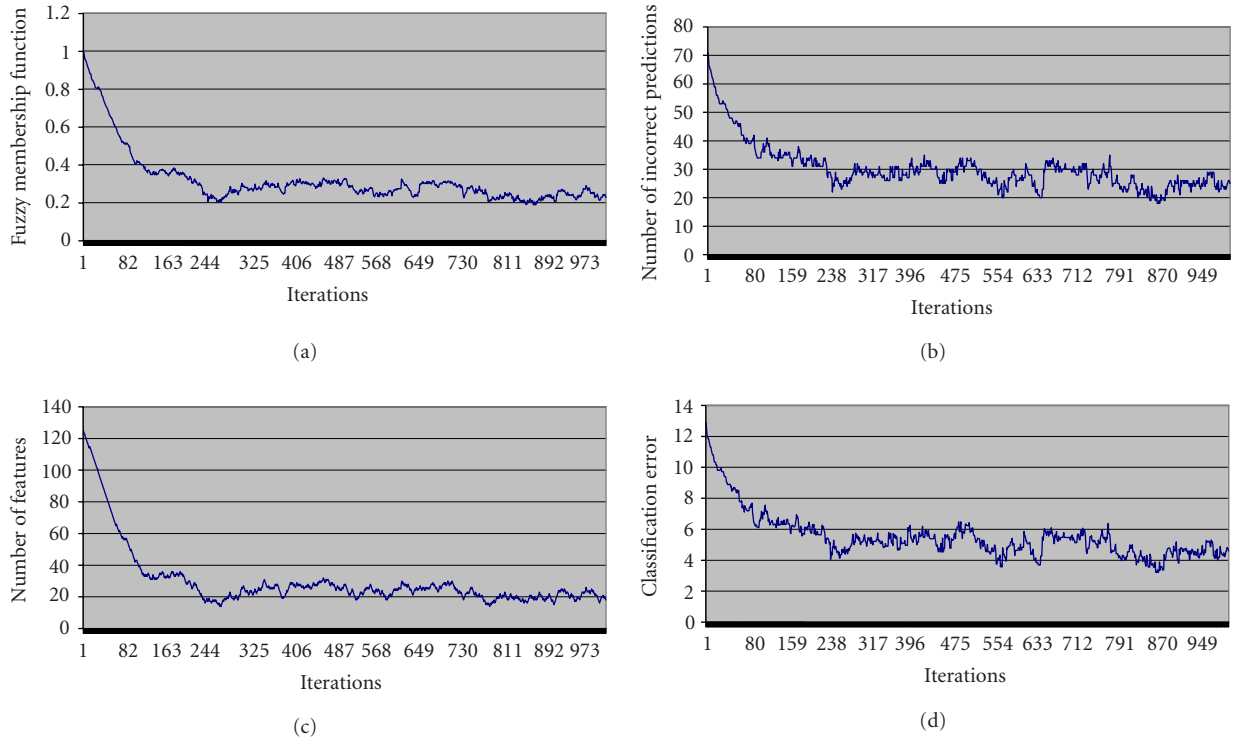 Fuzzy membership function
1.2
1
0.8
0.6
0.4
0.2
0
1 82 163 244 325 406 487 568 649 730 811 892 973
Iterations
(a)
Number of incorrect predictions
80
70
60
50
40
30
20
10
0
1 80 159 238 317 396 475 554 633 712 791 870 949
Iterations
(b)
Number of features
140
120
100
80
60
40
20
0
1 82 163 244 325 406 487 568 649 730 811 892 973
Iterations
(c)
Classification error
14
12
10
8
6
4
2
0
1 80 159 238 317 396 475 554 633 712 791 870 949
Iterations
(d)